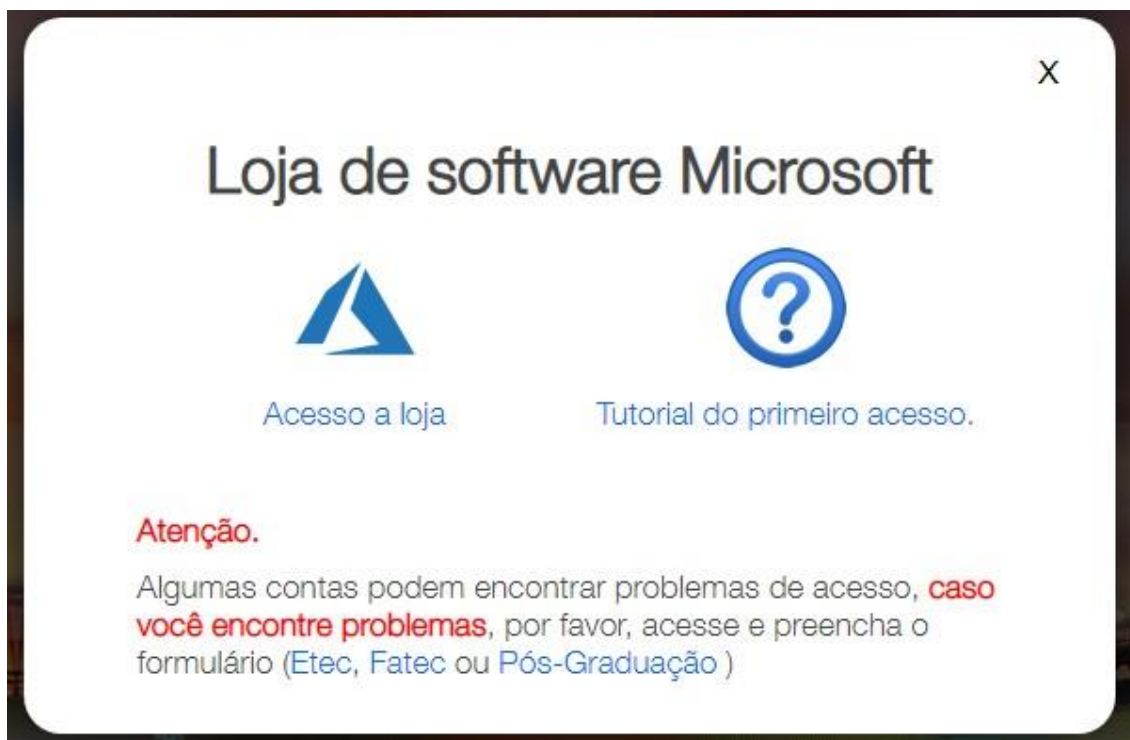 X
Loja de software Microsoft
Acesso a loja
Tutorial do primeiro acesso.
Atenção.
Algumas contas podem encontrar problemas de acesso, caso
você encontre problemas, por favor, acesse e preencha o
formulário (Etec, Fatec ou Pós-Graduação )